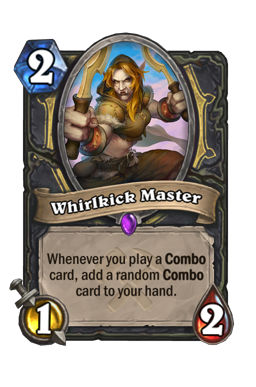 2
Whirlkick Master
Whenever you play a Combo
card, add a random Combo
card to your hand.
1
2